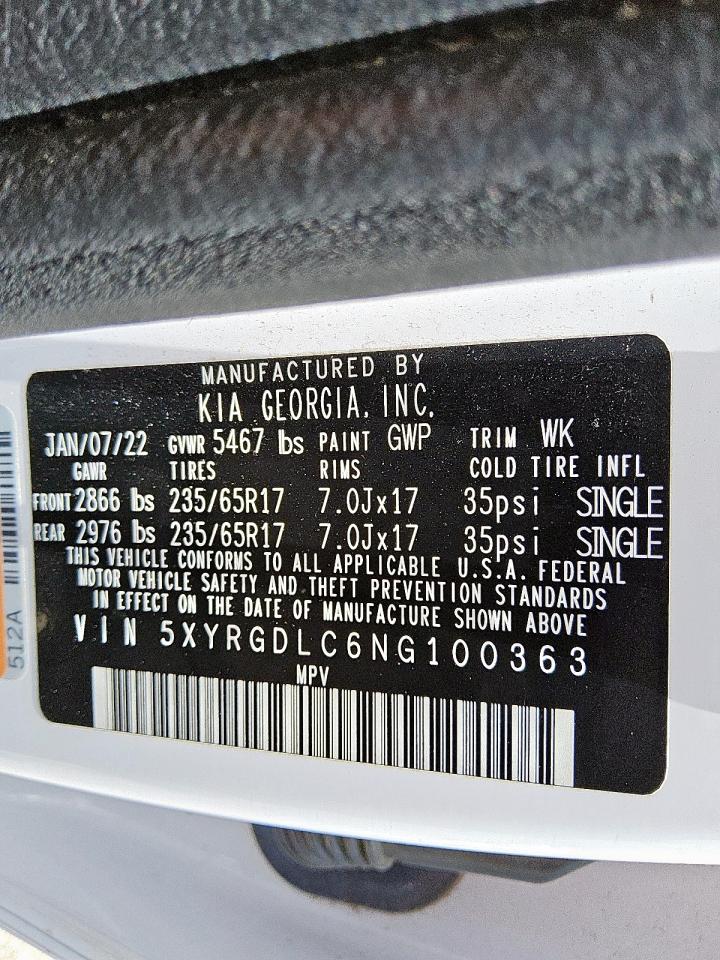 MANUFACTURED BY
KIA GEORGIA, INC.
JAN/07/22 GVWR 5467 lbs PAINT GWP TRIM WK
GAWR TIRES RIMS COLD TIRE INFL
FRONT 2866 lbs 235/65R17 7.0Jx17 35psi SINGLE
REAR 2976 lbs 235/65R17 7.0Jx17 35psi SINGLE
THIS VEHICLE CONFORMS TO ALL APPLICABLE U.S.A. FEDERAL
MOTOR VEHICLE SAFETY AND THEFT PREVENTION STANDARDS
IN EFFECT ON THE DATE OF MANUFACTURE SHOWN ABOVE
VIN 5XYRGDLC6NG100363
MPV
512A